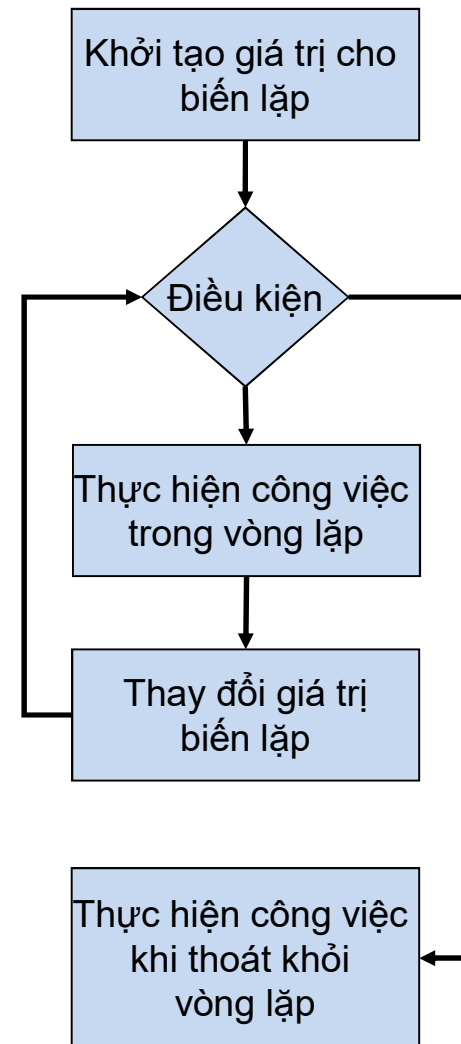 Khởi tạo giá trị cho
biến lặp
Điều kiện
Thực hiện công việc
trong vòng lặp
Thay đổi giá trị
biến lặp
Thực hiện công việc
khi thoát khỏi
vòng lặp